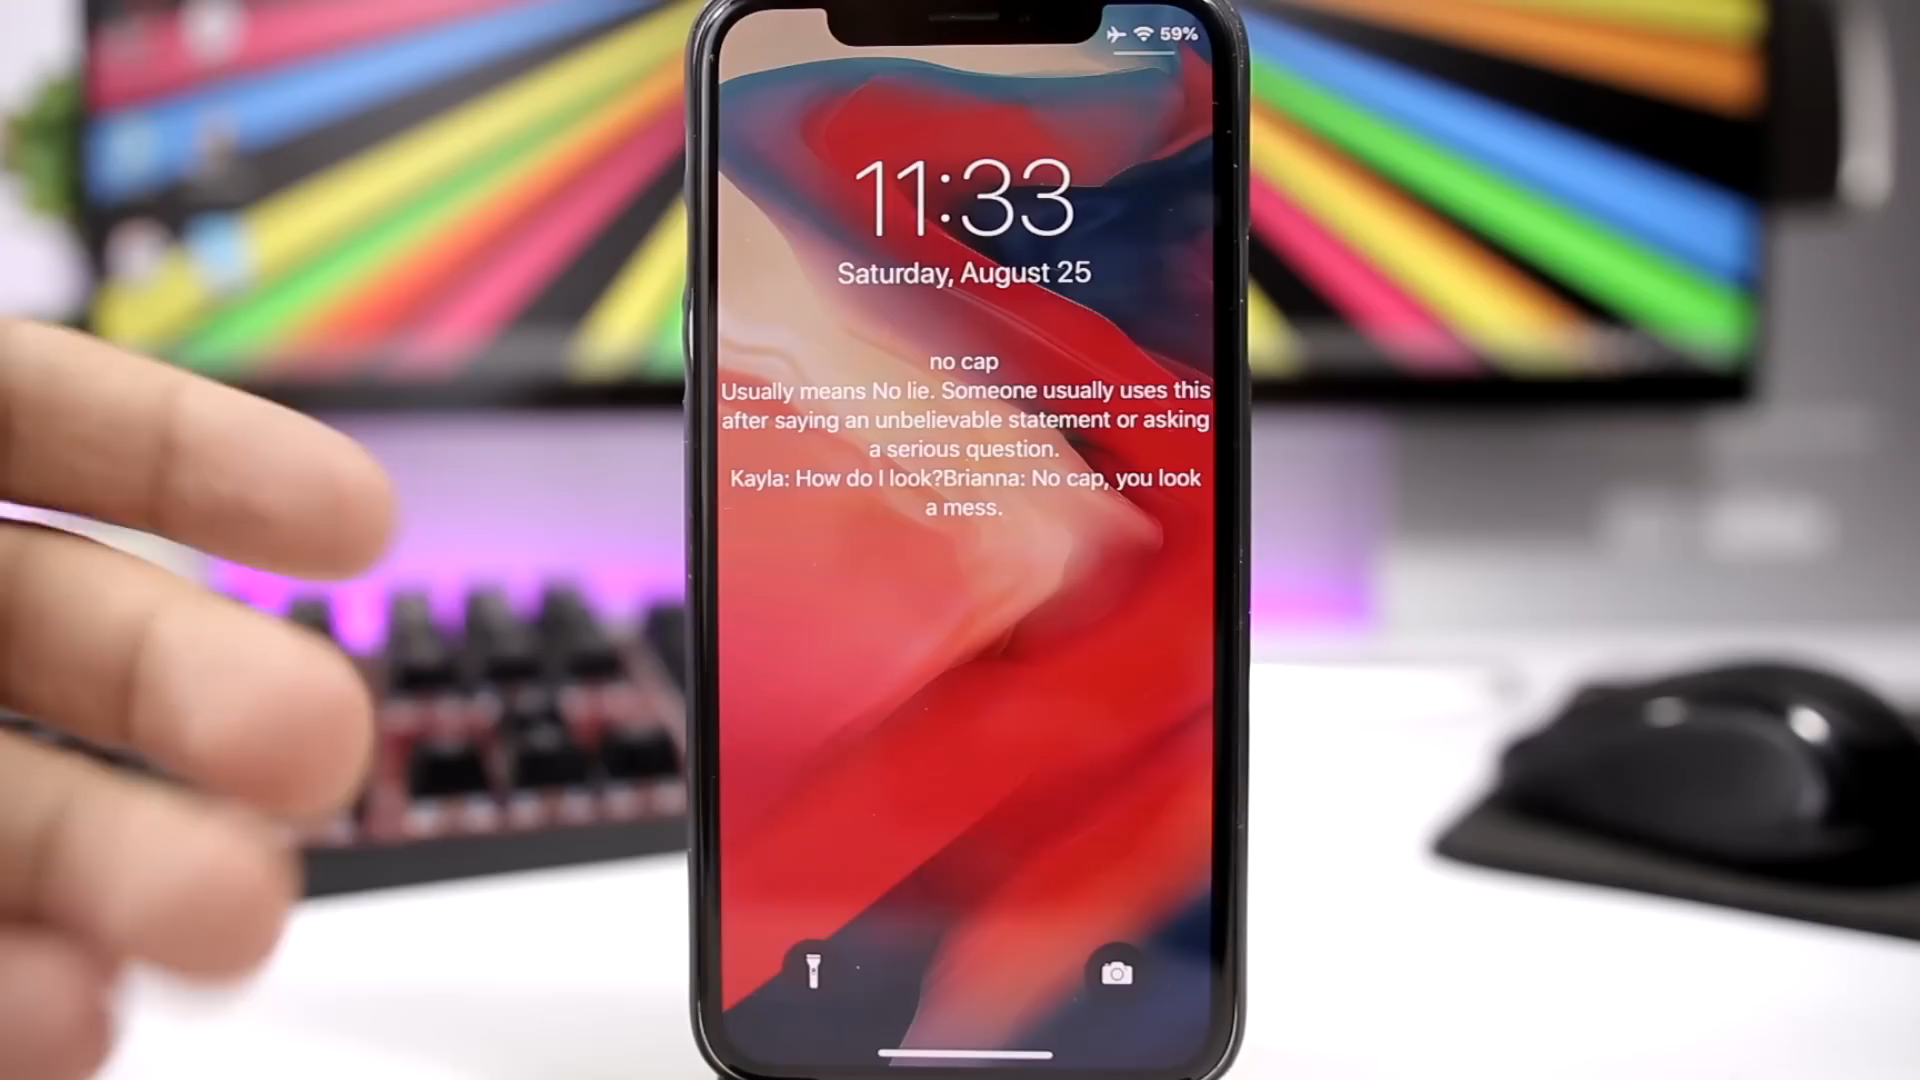 59%
11:33
Saturday, August 25
no cap
Usually means No lie. Someone usually uses this
after saying an unbelievable statement or asking
a serious question.
Kayla: How do I look?Brianna: No cap, you look
a mess.